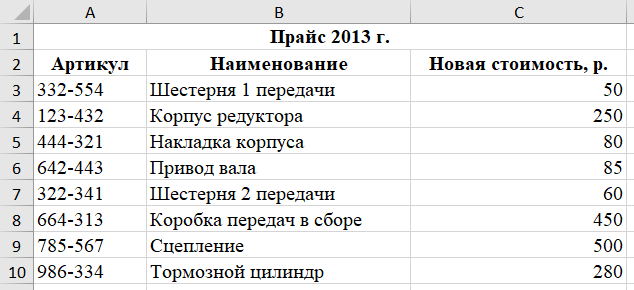 A B C
1 Прайс 2013 г.
2 Артикул Наименование Новая стоимость, р.
3 332-554 Шестерня 1 передачи 50
4 123-432 Корпус редуктора 250
5 444-321 Накладка корпуса 80
6 642-443 Привод вала 85
7 322-341 Шестерня 2 передачи 60
8 664-313 Коробка передач в сборе 450
9 785-567 Сцепление 500
10 986-334 Тормозной цилиндр 280